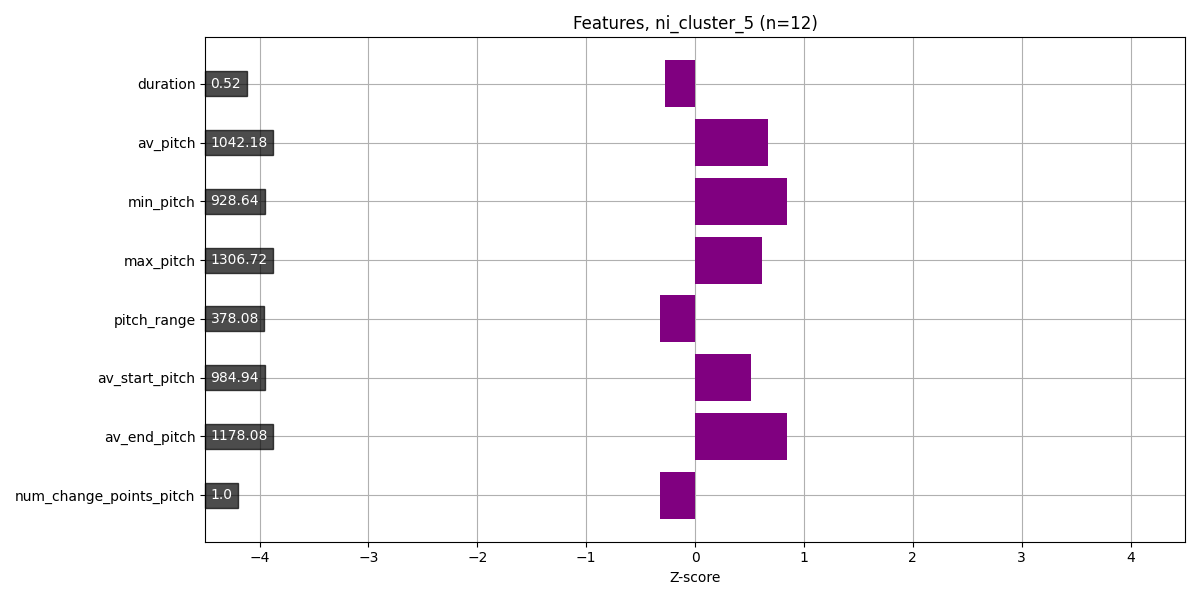 Features, ni_cluster_5 (n=12)
duration 0.52
av_pitch 1042.18
min_pitch 928.64
max_pitch 1306.72
pitch_range 378.08
av_start_pitch 984.94
av_end_pitch 1178.08
num_change_points_pitch 1.0
−4 −3 −2 −1 0 1 2 3 4
Z-score